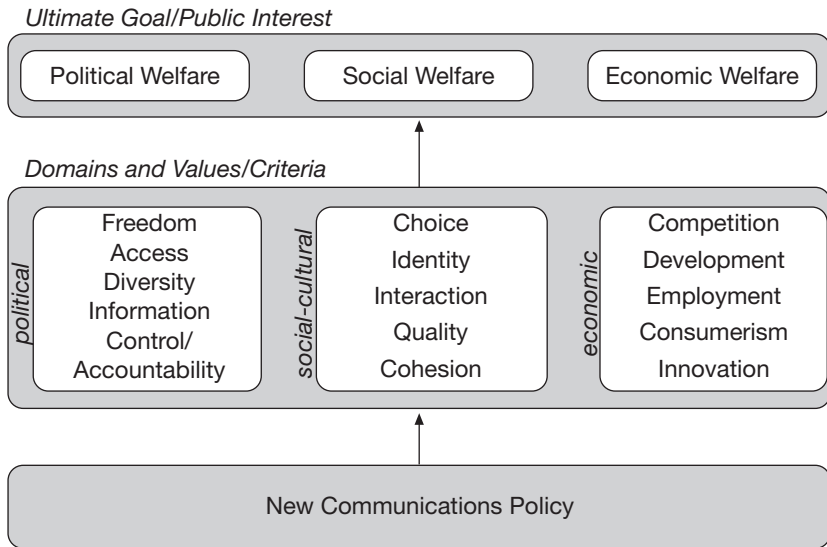 Ultimate Goal/Public Interest
Political Welfare
Social Welfare
Economic Welfare
Domains and Values/Criteria
political
Freedom
Access
Diversity
Information
Control/
Accountability
social-cultural
Choice
Identity
Interaction
Quality
Cohesion
economic
Competition
Development
Employment
Consumerism
Innovation
New Communications Policy